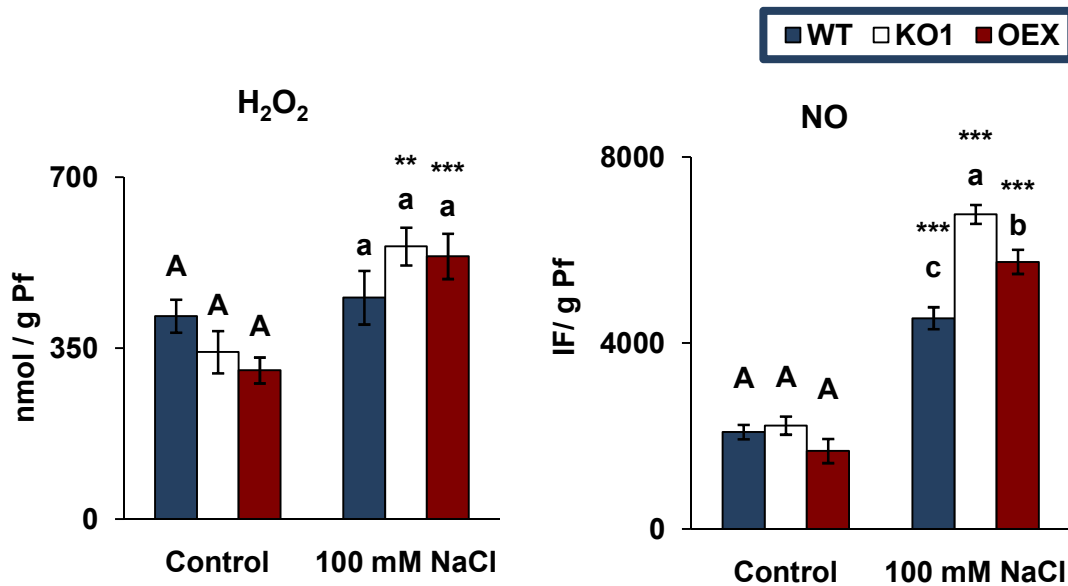 WT KO1 OEX
H₂O₂
nmol / g Pf
700
350
0
A
A
A
a
**
a
***
a
Control
100 mM NaCl
NO
IF/ g Pf
8000
4000
0
A
A
A
***
c
***
a
***
b
Control
100 mM NaCl